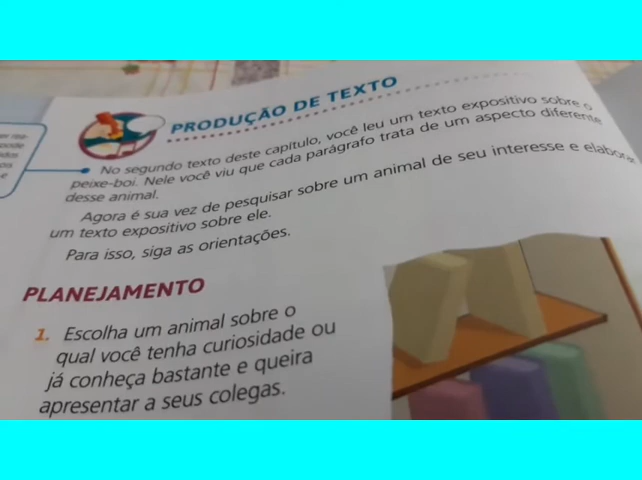 PRODUÇÃO DE TEXTO
No segundo texto deste capítulo, você leu um texto expositivo sobre o
peixe-boi. Nele você viu que cada parágrafo trata de um aspecto diferente
desse animal.
Agora é sua vez de pesquisar sobre um animal de seu interesse e elaborar
um texto expositivo sobre ele.
Para isso, siga as orientações.
PLANEJAMENTO
1. Escolha um animal sobre o
qual você tenha curiosidade ou
já conheça bastante e queira
apresentar a seus colegas.